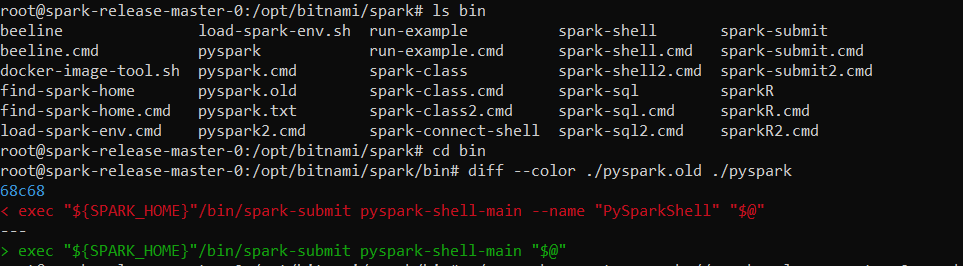 root@spark-release-master-0:/opt/bitnami/spark# ls bin
beeline load-spark-env.sh run-example spark-shell spark-submit
beeline.cmd pyspark run-example.cmd spark-shell.cmd spark-submit.cmd
docker-image-tool.sh pyspark.cmd spark-class spark-shell2.cmd spark-submit2.cmd
find-spark-home pyspark.old spark-class.cmd spark-sql sparkR
find-spark-home.cmd pyspark.txt spark-class2.cmd spark-sql.cmd sparkR.cmd
load-spark-env.cmd pyspark2.cmd spark-connect-shell spark-sql2.cmd sparkR2.cmd
root@spark-release-master-0:/opt/bitnami/spark# cd bin
root@spark-release-master-0:/opt/bitnami/spark/bin# diff --color ./pyspark.old ./pyspark
68c68
< exec "${SPARK_HOME}"/bin/spark-submit pyspark-shell-main --name "PySparkShell" "$@"
---
> exec "${SPARK_HOME}"/bin/spark-submit pyspark-shell-main "$@"